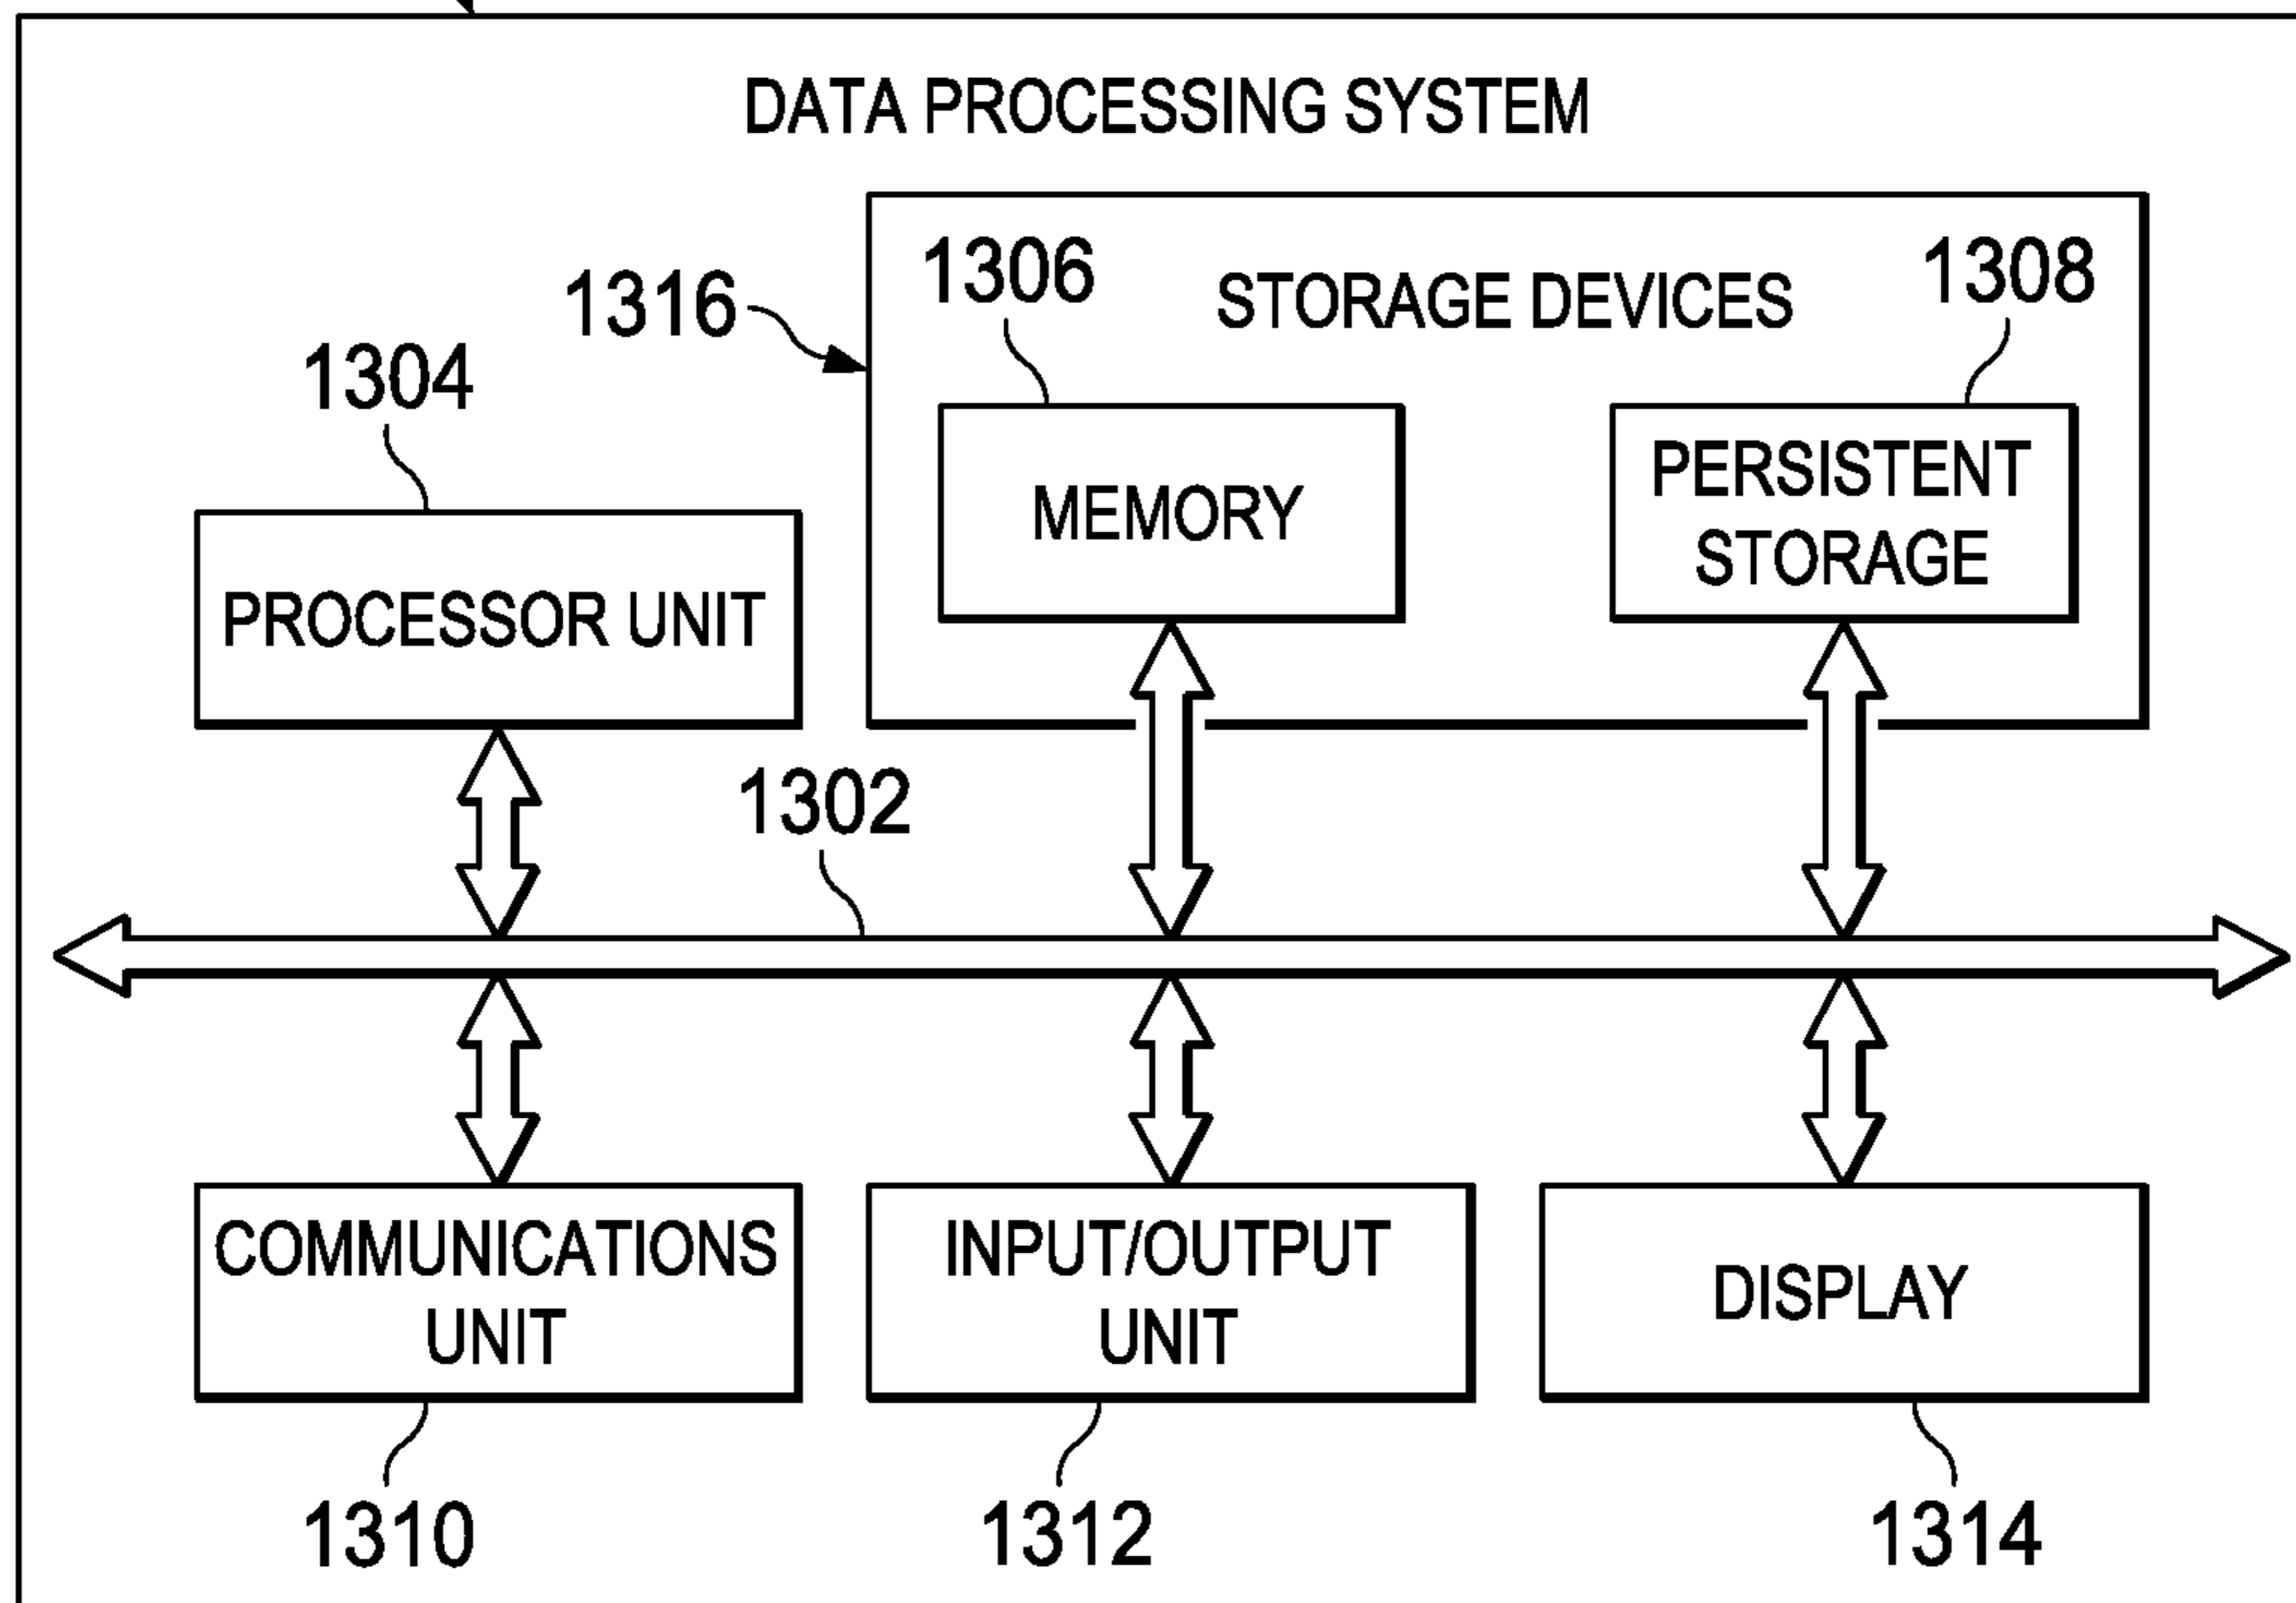 DATA PROCESSING SYSTEM
1306
STORAGE DEVICES
1308
1316
1304
MEMORY
PERSISTENT
STORAGE
PROCESSOR UNIT
1302
COMMUNICATIONS
UNIT
INPUT/OUTPUT
UNIT
DISPLAY
1310
1312
1314